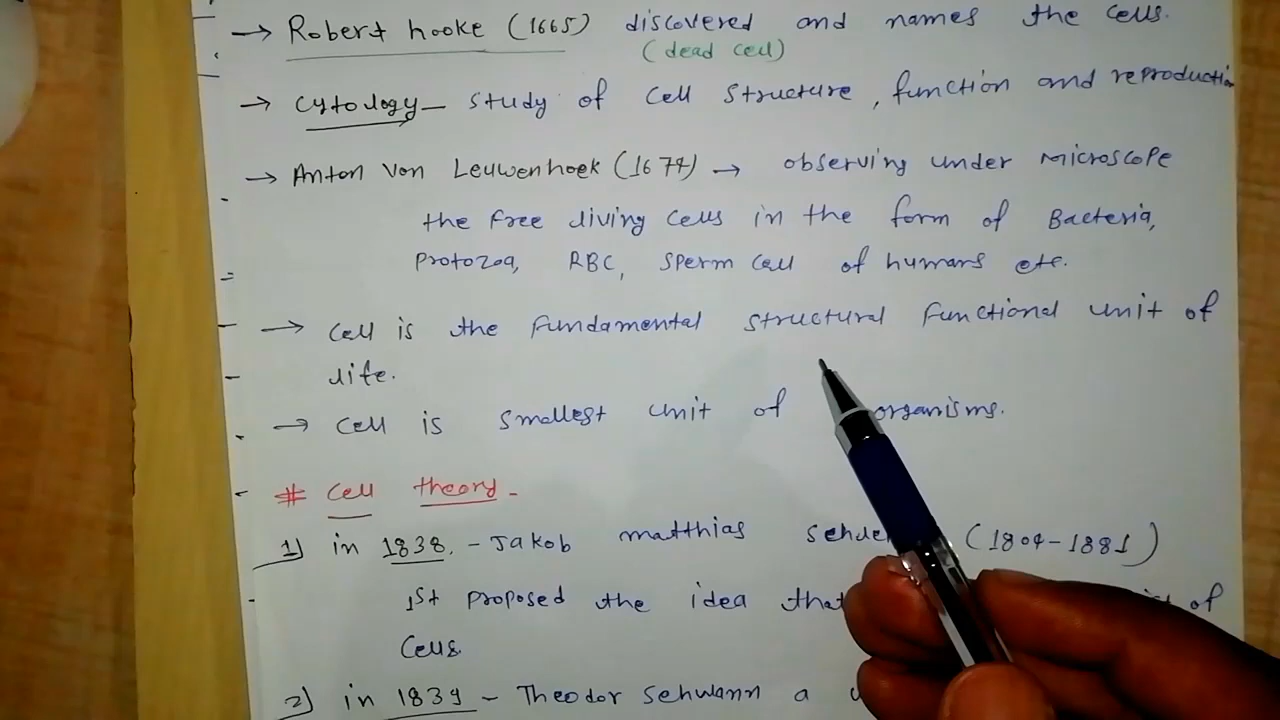 → Robert hooke (1665) discovered and names the cells.
(dead cell)
→ Cytology – study of cell structure, function and reproductio
→ Anton Von Leuwenhoek (1674) → observing under microscope
the free living cells in the form of Bacteria,
Protozoa, RBC, sperm cell of humans etc.
→ cell is the fundamental structural functional unit of
life.
→ cell is smallest unit of organisms.
# Cell theory -
1) in 1838. - Jakob matthias (1804-1881)
1st proposed the idea that of
Cells
2) in 1839 - Theodor Schwann a